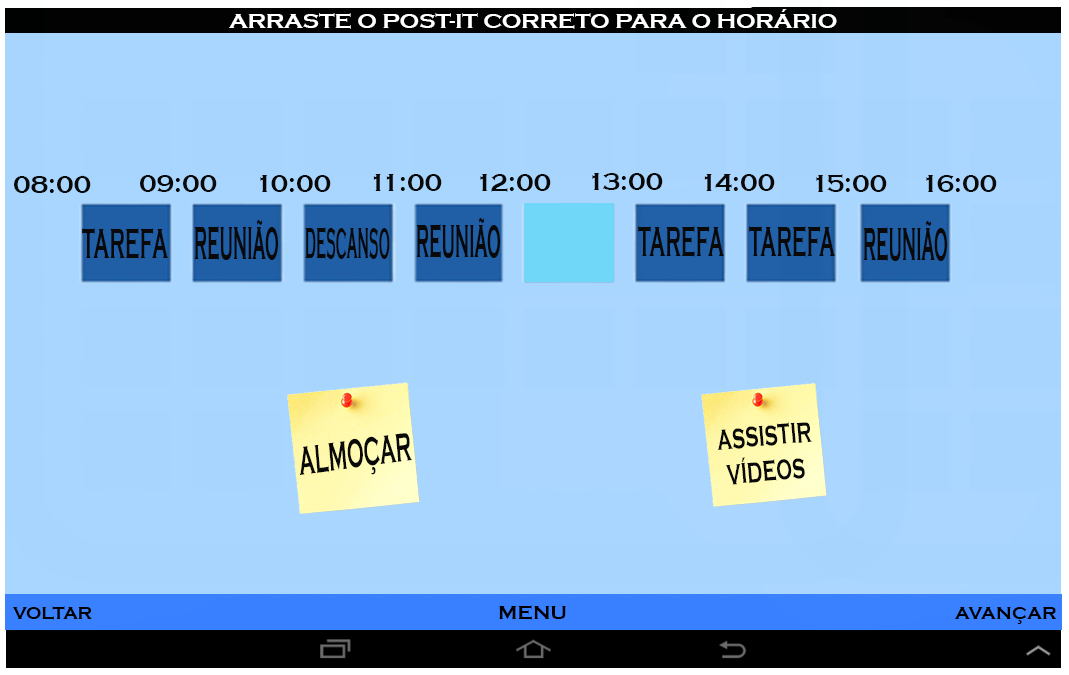 ARRASTE O POST-IT CORRETO PARA O HORÁRIO
08:00 09:00 10:00 11:00 12:00 13:00 14:00 15:00 16:00
TAREFA REUNIÃO DESCANSO REUNIÃO TAREFA TAREFA REUNIÃO
ALMOÇAR
ASSISTIR
VÍDEOS
VOLTAR MENU AVANÇAR